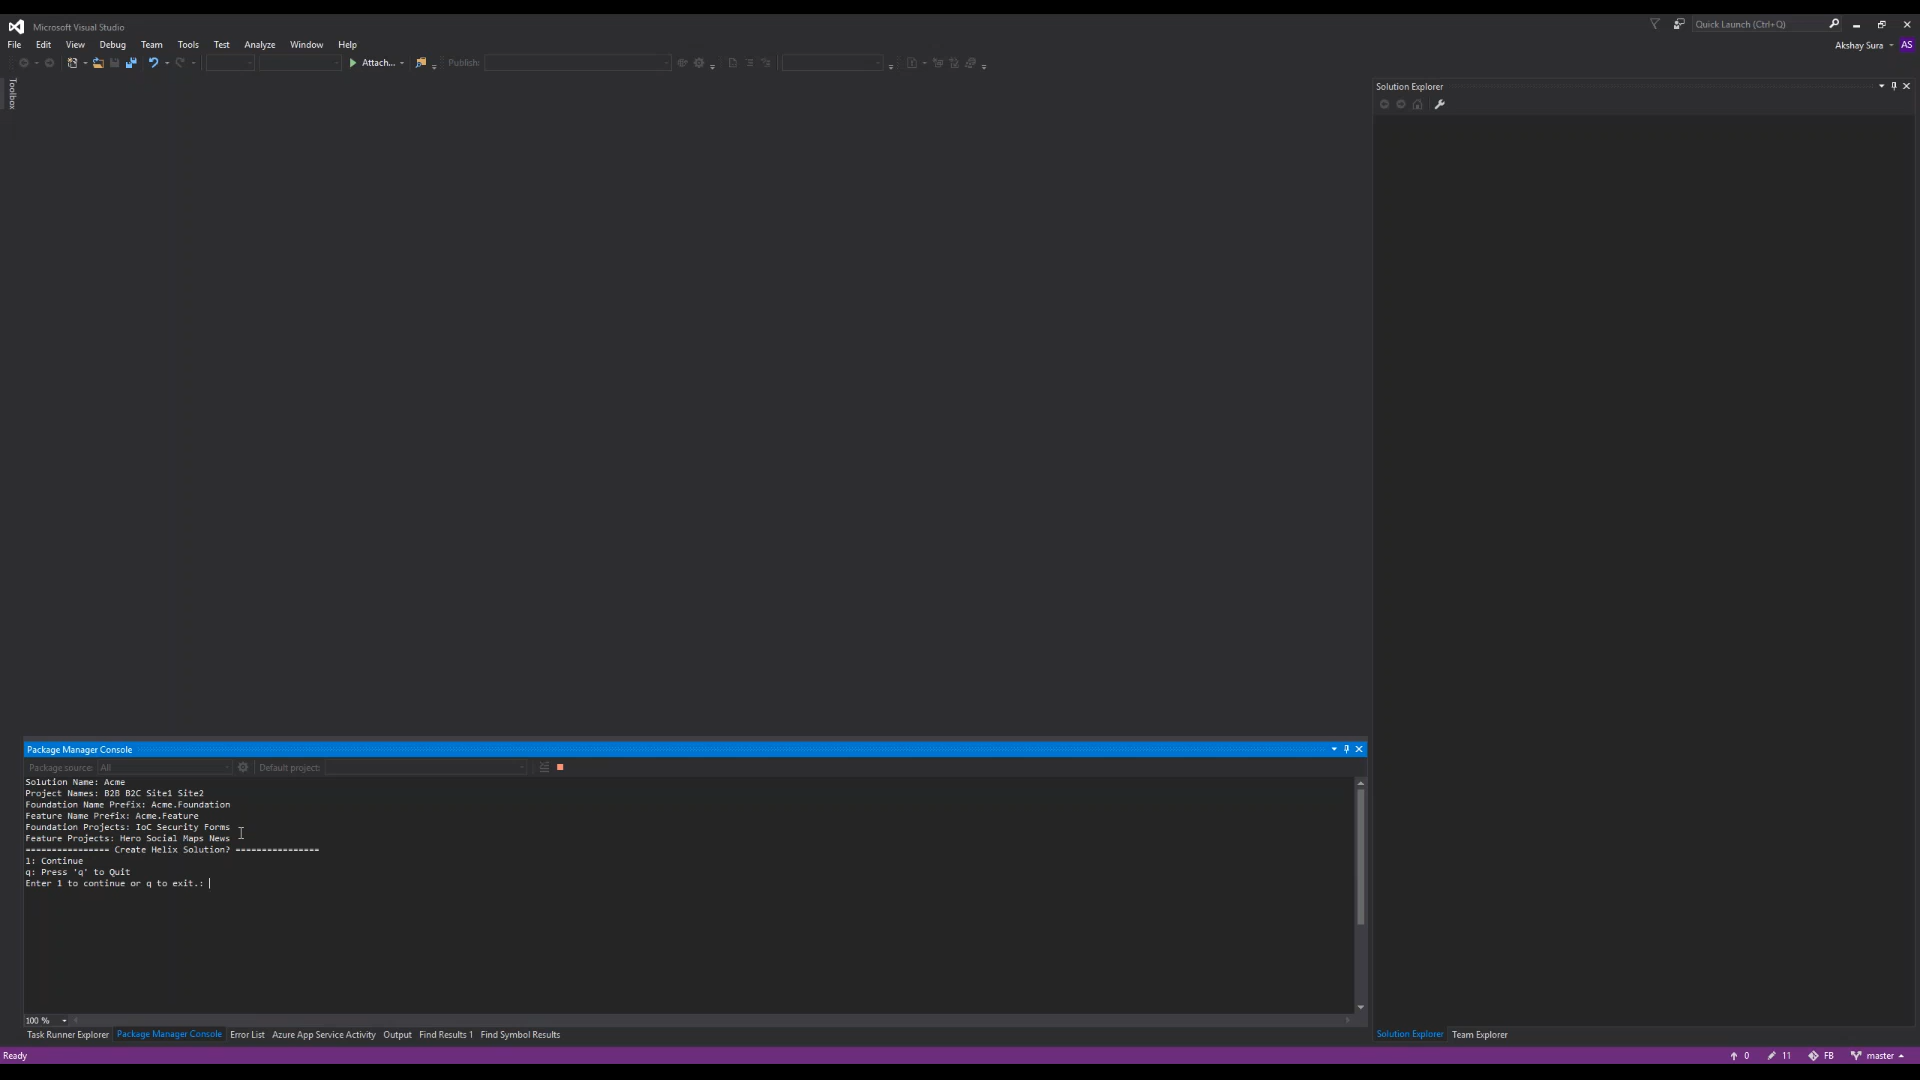 Microsoft Visual Studio
Quick Launch (Ctrl+Q)
File Edit View Debug Team Tools Test Analyze Window Help
Akshay Sura AS
Attach... Publish:
Toolbox
Solution Explorer
Package Manager Console
Package source: All Default project:
Solution Name: Acme
Project Names: B2B B2C Site1 Site2
Foundation Name Prefix: Acme.Foundation
Feature Name Prefix: Acme.Feature
Foundation Projects: IoC Security Forms
Feature Projects: Hero Social Maps News
================ Create Helix Solution? ================
1: Continue
q: Press 'q' to Quit
Enter 1 to continue or q to exit.:
100 %
Task Runner Explorer Package Manager Console Error List Azure App Service Activity Output Find Results 1 Find Symbol Results
Solution Explorer Team Explorer
Ready
0 11 FB master